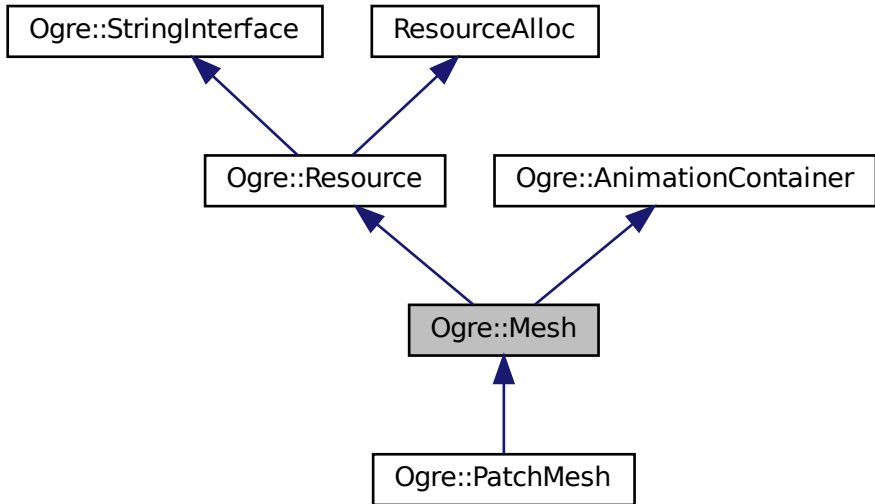 Ogre::StringInterface
ResourceAlloc
Ogre::Resource
Ogre::AnimationContainer
Ogre::Mesh
Ogre::PatchMesh